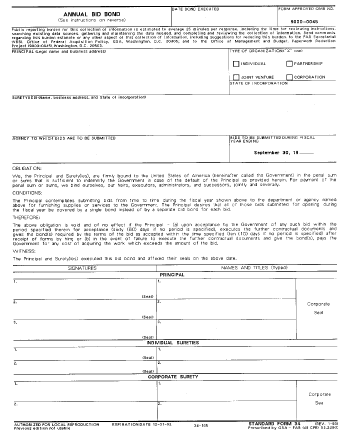 ANNUAL BID BOND
(See instructions on reverse)
DATE BOND EXECUTED
FORM APPROVED OMB NO.
9000-0045
Public reporting burden for this collection of information is estimated to average 25 minutes per response, including the time for reviewing instructions,
searching existing data sources, gathering and maintaining the data needed, and completing and reviewing the collection of information. Send comments
regarding this burden estimate or any other aspect of this collection of information, including suggestions for reducing this burden, to the FAR Secretariat
(VRS), Office of Federal Acquisition Policy, GSA, Washington, D.C. 20405; and to the Office of Management and Budget, Paperwork Reduction
Project (9000-0045), Washington, D.C. 20503.
PRINCIPAL (Legal name and business address)
TYPE OF ORGANIZATION ("X" one)
INDIVIDUAL
PARTNERSHIP
JOINT VENTURE
CORPORATION
STATE OF INCORPORATION
SURETY(IES) (Name, business address, and State of incorporation)
AGENCY TO WHICH BIDS ARE TO BE SUBMITTED
BIDS TO BE SUBMITTED DURING FISCAL
YEAR ENDING
September 30, 19
OBLIGATION:
We, the Principal and Surety(ies), are firmly bound to the United States of America (hereinafter called the Government) in the penal sum
or sums that is sufficient to indemnify the Government in case of the default of the Principal as provided herein. For payment of the
penal sum or sums, we bind ourselves, our heirs, executors, administrators, and successors, jointly and severally.
CONDITIONS:
The Principal contemplates submitting bids from time to time during the fiscal year shown above to the department or agency named
above for furnishing supplies or services to the Government. The Principal desires that all of those bids submitted for opening during
the fiscal year be covered by a single bond instead of by a separate bid bond for each bid.
THEREFORE:
The above obligation is void and of no effect if the Principal - (a) upon acceptance by the Government of any such bid within the
period specified therein for acceptance (sixty (60) days if no period is specified), executes the further contractual documents and
gives the bond(s) required by the terms of the bid as accepted within the time specified (ten (10) days if no period is specified) after
receipt of forms by him; or (b) in the event of failure to execute the further contractual documents and give the bond(s), pays the
Government for any cost of acquiring the work which exceeds the amount of the bid.
WITNESS:
The Principal and Surety(ies) executed this bid bond and affixed their seals on the above date.
SIGNATURES
NAMES AND TITLES (Typed)
PRINCIPAL
1.
1.
(Seal)
2.
2.
(Seal)
3.
3.
(Seal)
Corporate
Seal
INDIVIDUAL SURETIES
1.
1.
(Seal)
2.
2.
(Seal)
CORPORATE SURETY
1.
1.
2.
2.
Corporate
Seal
AUTHORIZED FOR LOCAL REPRODUCTION
Previous edition not usable
EXPIRATION DATE: 12-31-92
34-105
STANDARD FORM 34 (REV. 1-90)
Prescribed by GSA - FAR (48 CFR) 53.228(b)